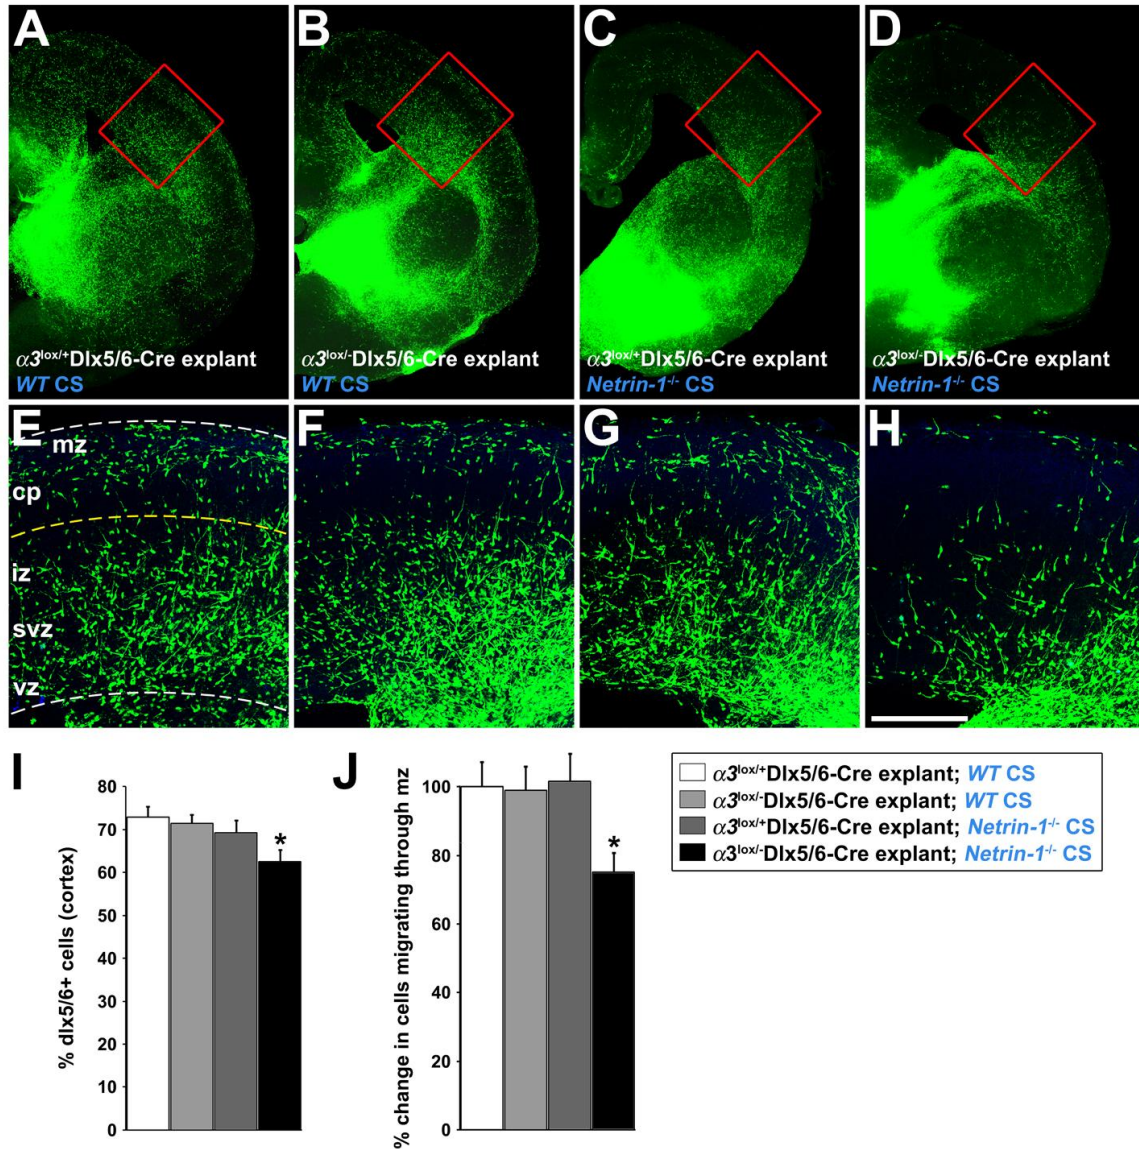 A B C D
α3lox/+Dlx5/6-Cre explant
WT CS
α3lox/-Dlx5/6-Cre explant
WT CS
α3lox/+Dlx5/6-Cre explant
Netrin-1-/- CS
α3lox/-Dlx5/6-Cre explant
Netrin-1-/- CS
E F G H
mz
cp
iz
svz
vz
I
% dlx5/6+ cells (cortex)
80
70
60
50
40
30
20
10
0
*
J
% change in cells migrating through mz
100
80
60
40
20
0
*
α3lox/+Dlx5/6-Cre explant; WT CS
α3lox/-Dlx5/6-Cre explant; WT CS
α3lox/+Dlx5/6-Cre explant; Netrin-1-/- CS
α3lox/-Dlx5/6-Cre explant; Netrin-1-/- CS